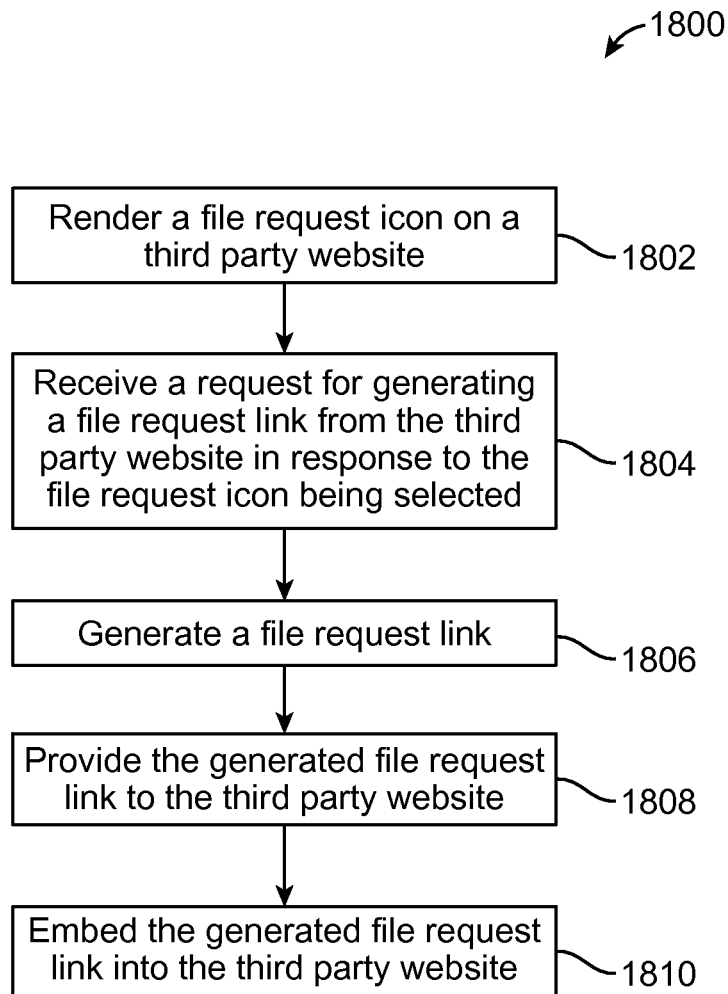 1800
Render a file request icon on a
third party website
1802
Receive a request for generating
a file request link from the third
party website in response to the
file request icon being selected
1804
Generate a file request link
1806
Provide the generated file request
link to the third party website
1808
Embed the generated file request
link into the third party website
1810